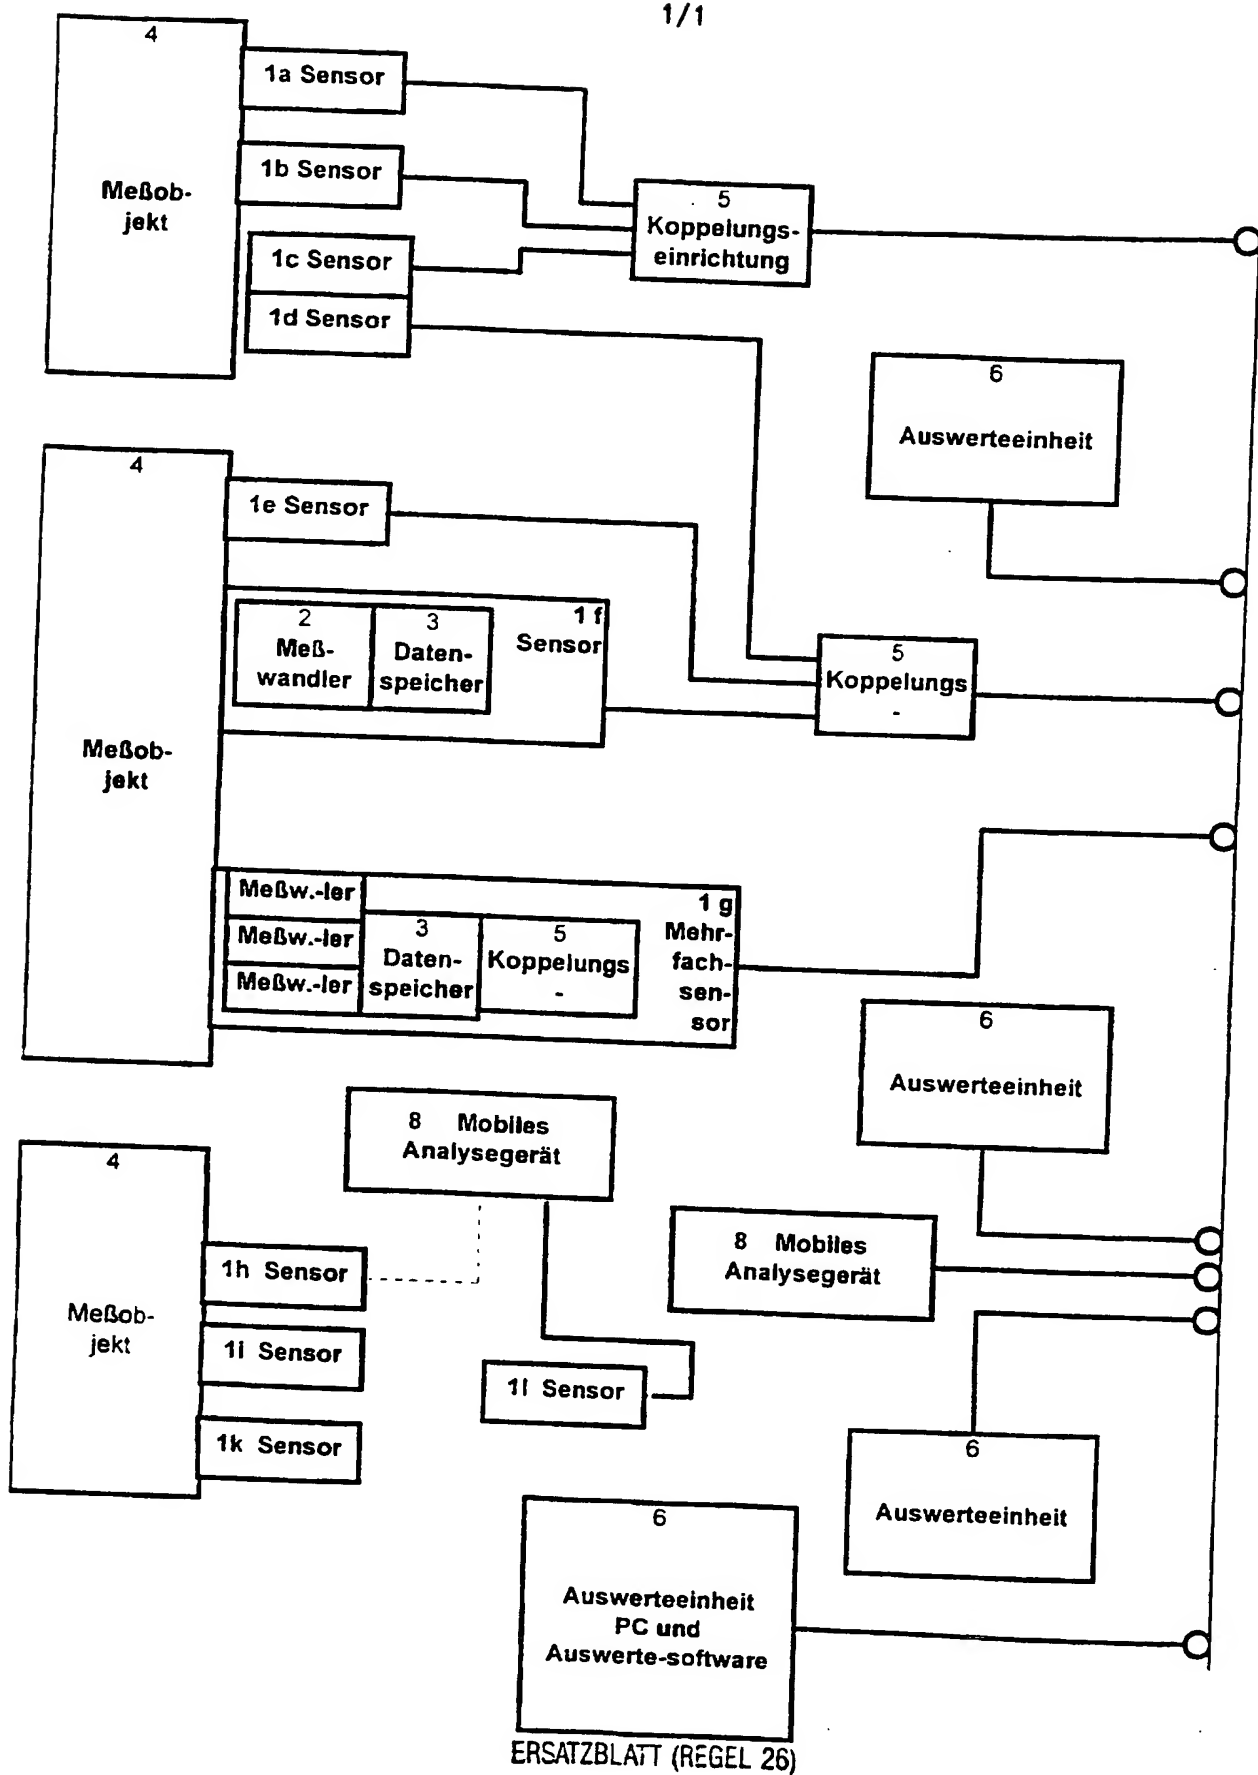 1/1
4
Meßob-
jekt
1a Sensor
1b Sensor
1c Sensor
1d Sensor
5
Koppelungs-
einrichtung
6
Auswerteeinheit
4
Meßob-
jekt
1e Sensor
2
Meß-
wandler
3
Daten-
speicher
1 f
Sensor
5
Koppelungs
-
Meßw.-ler
Meßw.-ler
Meßw.-ler
3
Daten-
speicher
5
Koppelungs
-
1 g
Mehr-
fach-
sen-
sor
6
Auswerteeinheit
8 Mobiles
Analysegerät
4
Meßob-
jekt
1h Sensor
1i Sensor
1k Sensor
8 Mobiles
Analysegerät
1l Sensor
6
Auswerteeinheit
6
Auswerteeinheit
PC und
Auswerte-software
ERSATZBLATT (REGEL 26)